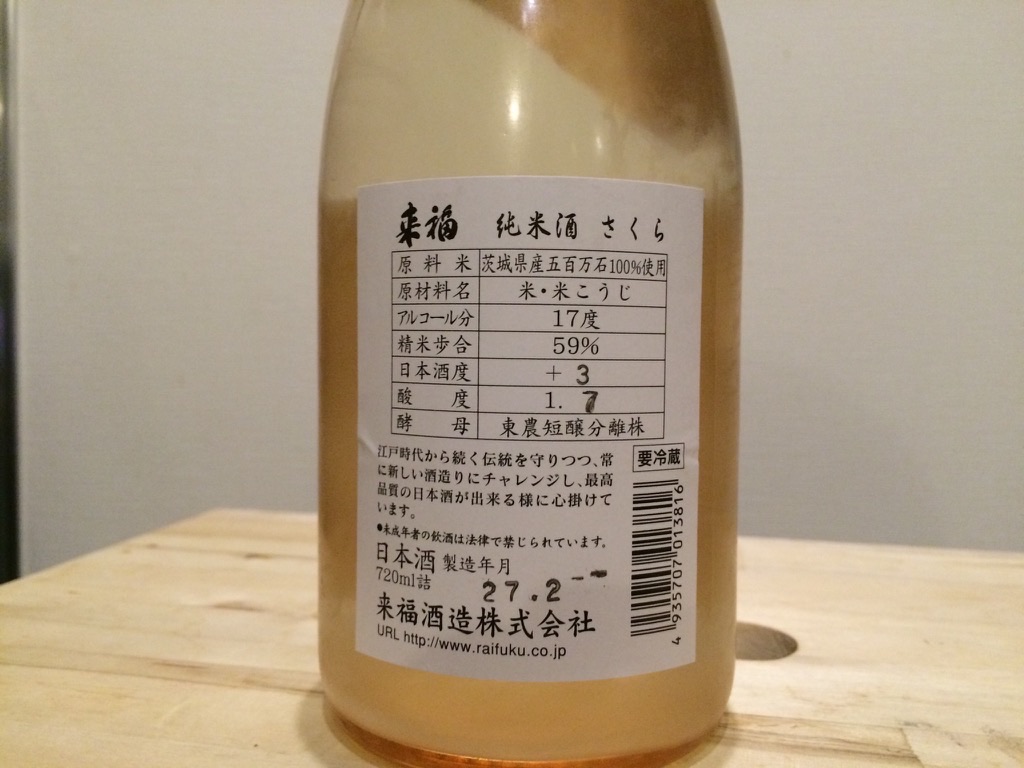 来福 純米酒 さくら
原料米 茨城県産五百万石100%使用
原材料名 米・米こうじ
アルコール分 17度
精米歩合 59%
日本酒度 +3
酸度 1.7
酵母 東農短醸分離株
江戸時代から続く伝統を守りつつ、常
に新しい酒造りにチャレンジし、最高
品質の日本酒が出来る様に心掛けて
います。
要冷蔵
●未成年者の飲酒は法律で禁じられています。
日本酒 製造年月
720ml詰 27.2
来福酒造株式会社
URL http://www.raifuku.co.jp
4 935707 013816